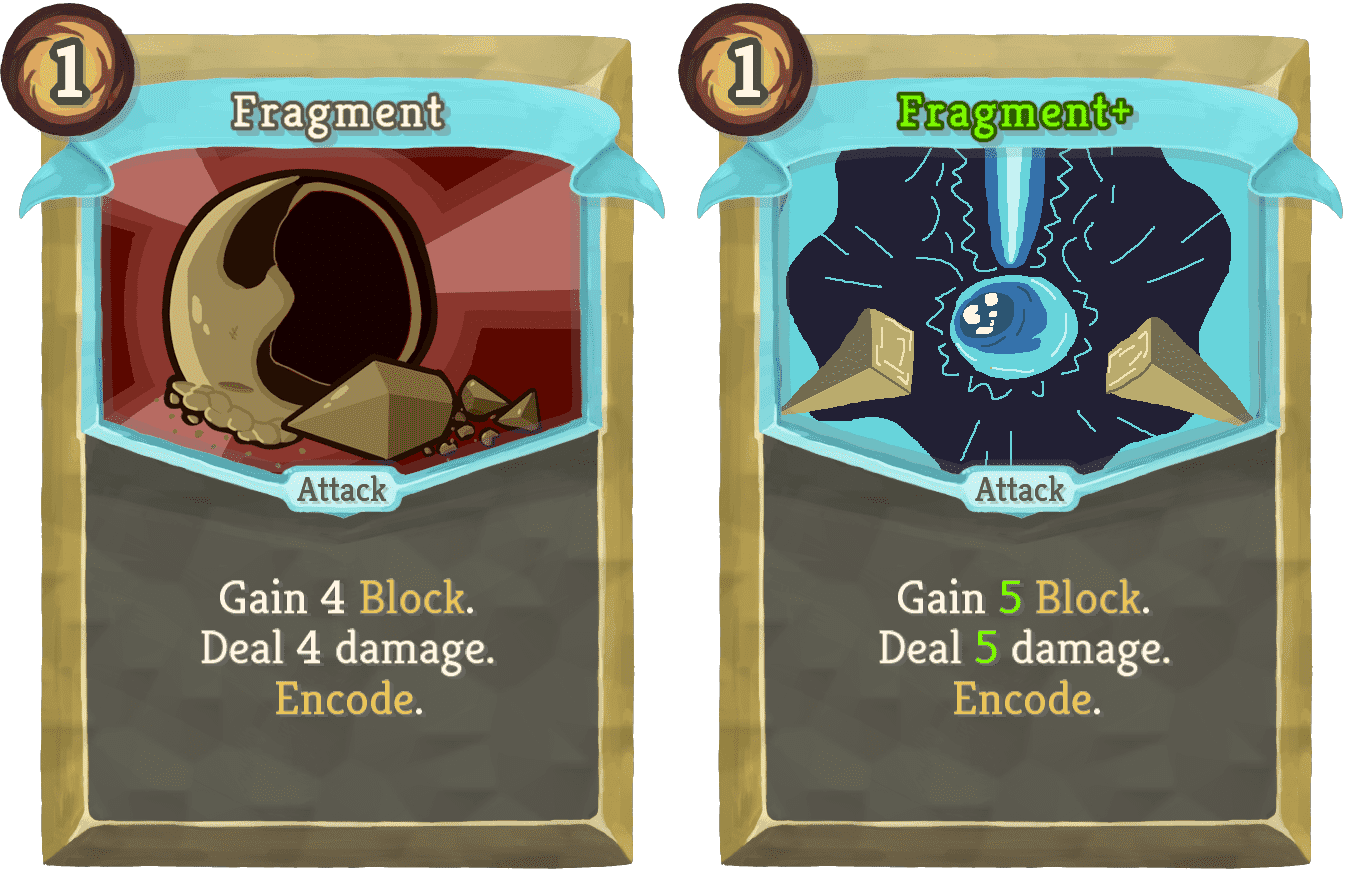 1
Fragment
Attack
Gain 4 Block.
Deal 4 damage.
Encode.
1
Fragment+
Attack
Gain 5 Block.
Deal 5 damage.
Encode.